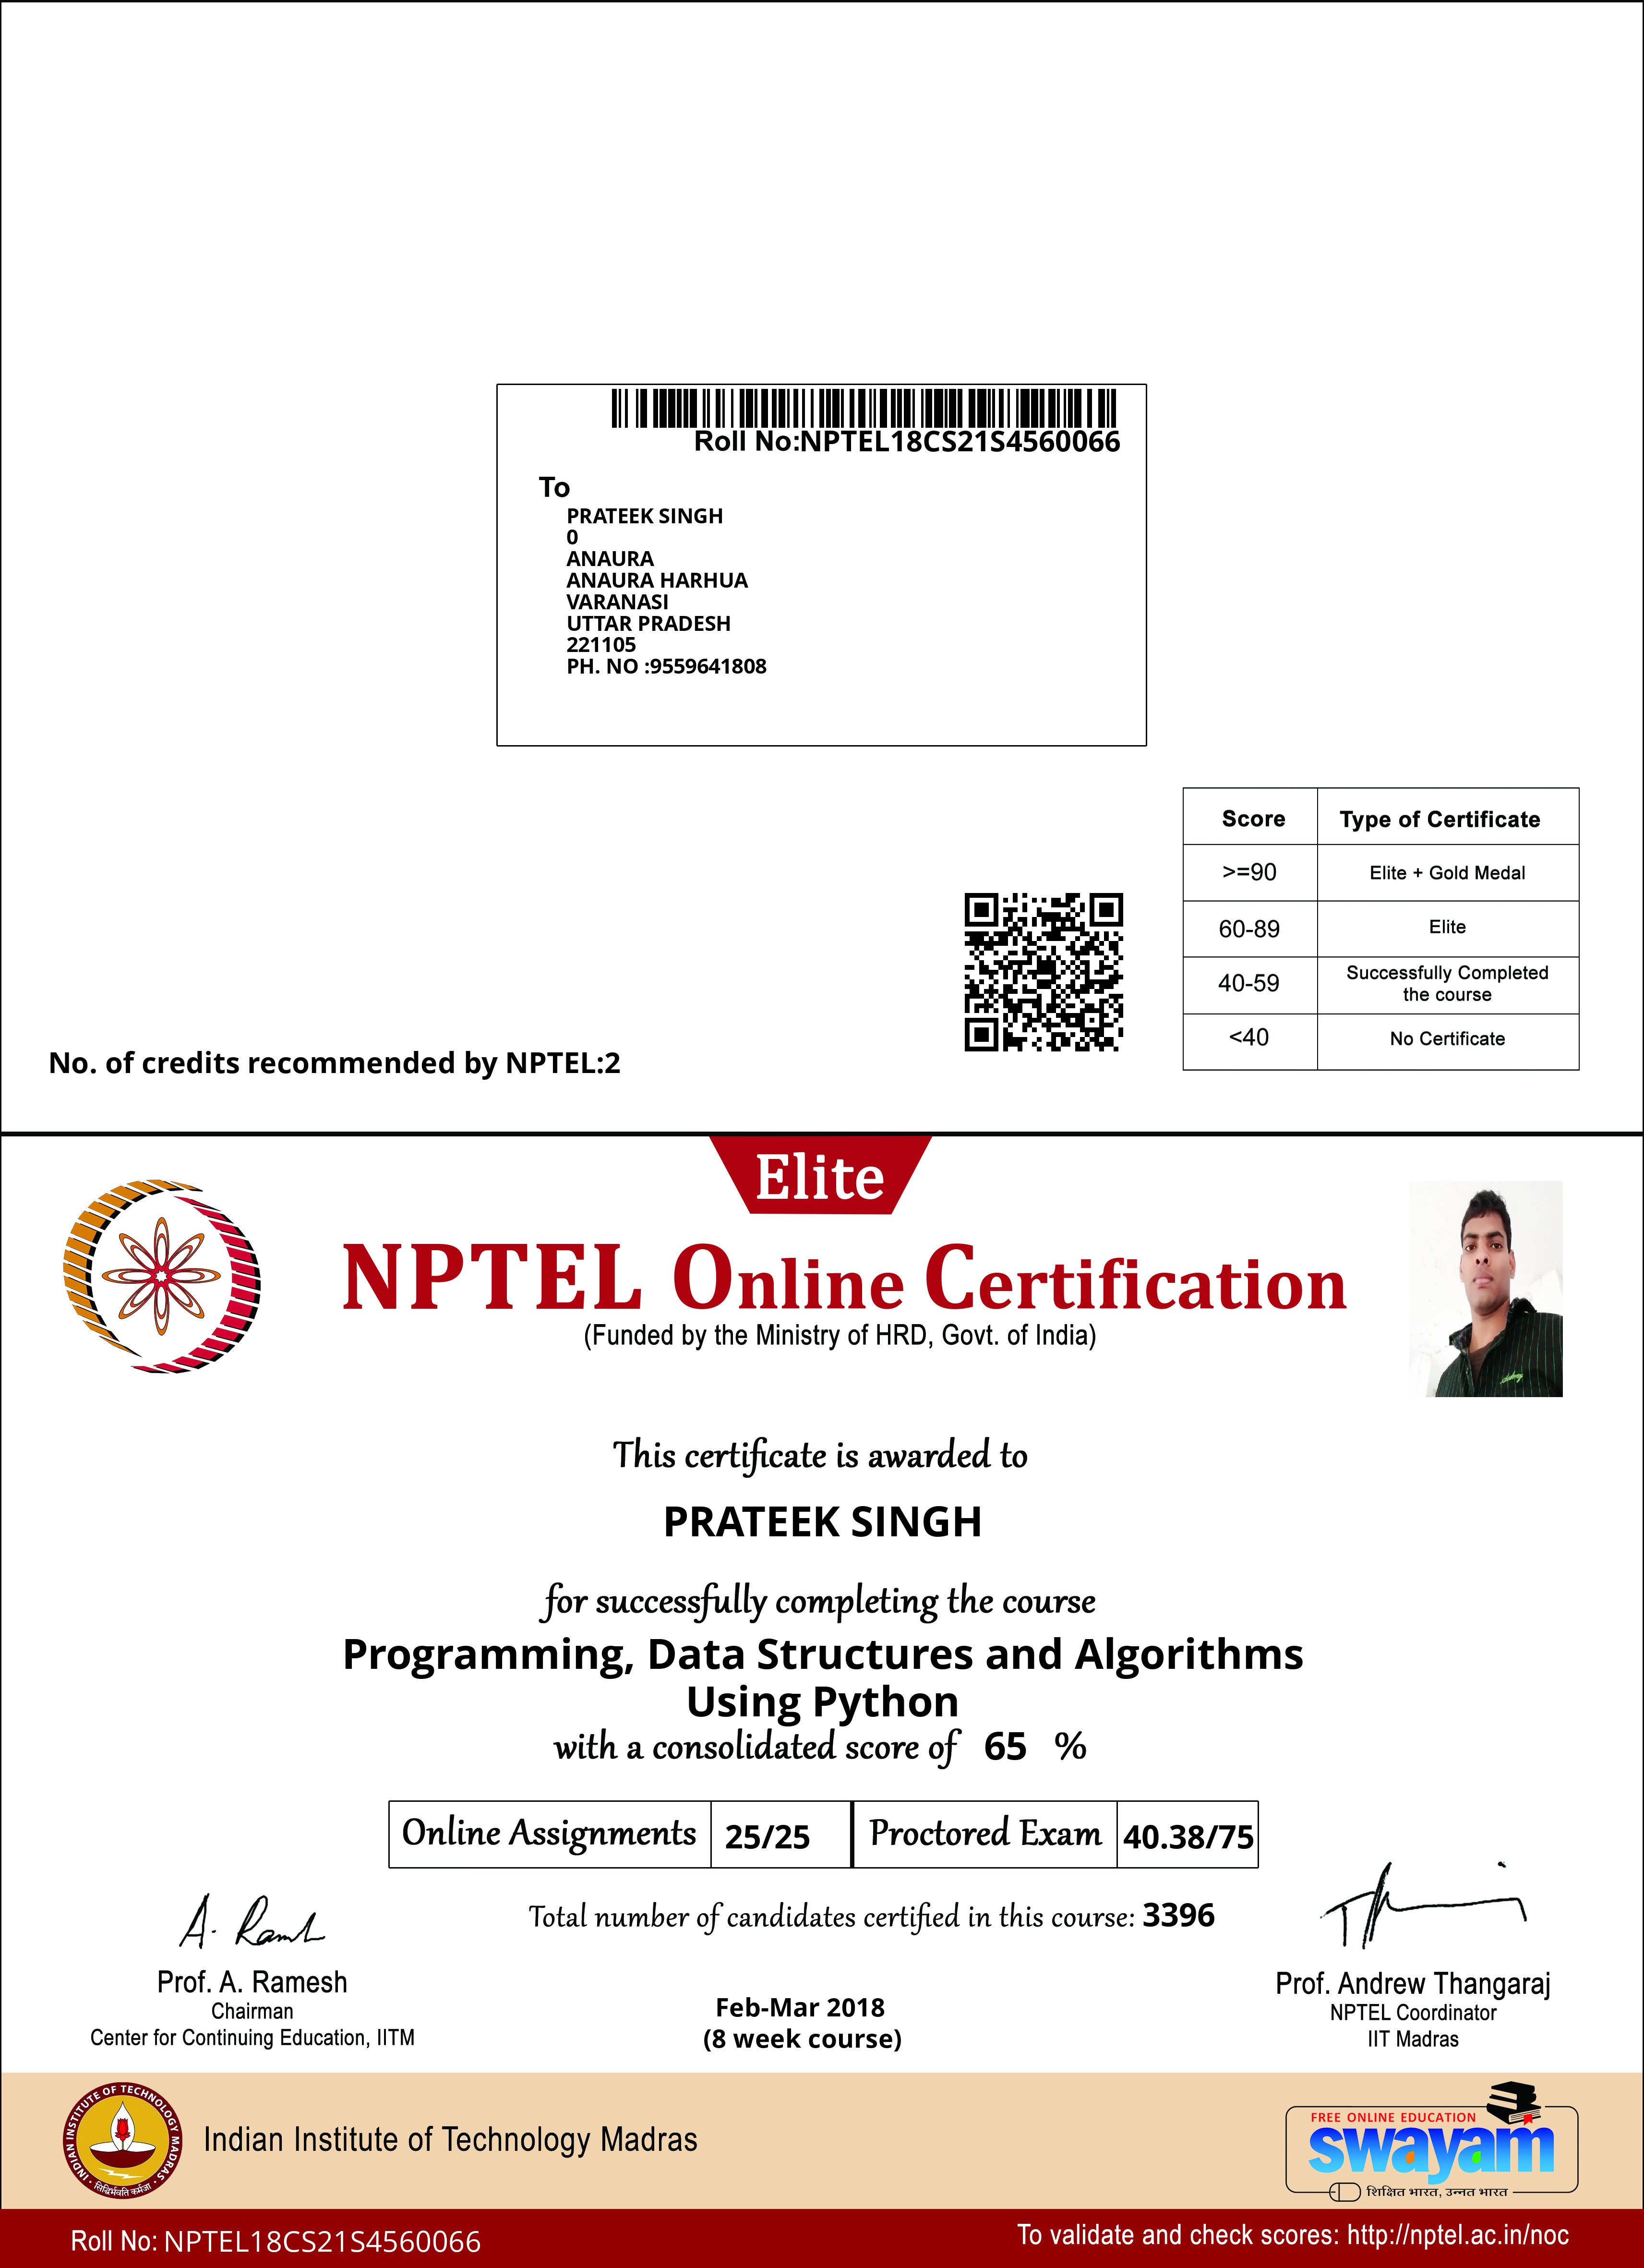 Roll No:NPTEL18CS21S4560066
To
PRATEEK SINGH
0
ANAURA
ANAURA HARHUA
VARANASI
UTTAR PRADESH
221105
PH. NO :9559641808
Score Type of Certificate
>=90 Elite + Gold Medal
60-89 Elite
40-59 Successfully Completed
the course
<40 No Certificate
No. of credits recommended by NPTEL:2
Elite
NPTEL Online Certification
(Funded by the Ministry of HRD, Govt. of India)
This certificate is awarded to
PRATEEK SINGH
for successfully completing the course
Programming, Data Structures and Algorithms
Using Python
with a consolidated score of 65 %
Online Assignments 25/25 Proctored Exam 40.38/75
A. Ramesh
Total number of candidates certified in this course: 3396
Prof. A. Ramesh
Chairman
Center for Continuing Education, IITM
Feb-Mar 2018
(8 week course)
Prof. Andrew Thangaraj
NPTEL Coordinator
IIT Madras
INDIAN INSTITUTE OF TECHNOLOGY MADRAS
सिद्धिर्भवति कर्मजा
Indian Institute of Technology Madras
FREE ONLINE EDUCATION
swayam
शिक्षित भारत, उन्नत भारत
Roll No: NPTEL18CS21S4560066
To validate and check scores: http://nptel.ac.in/noc